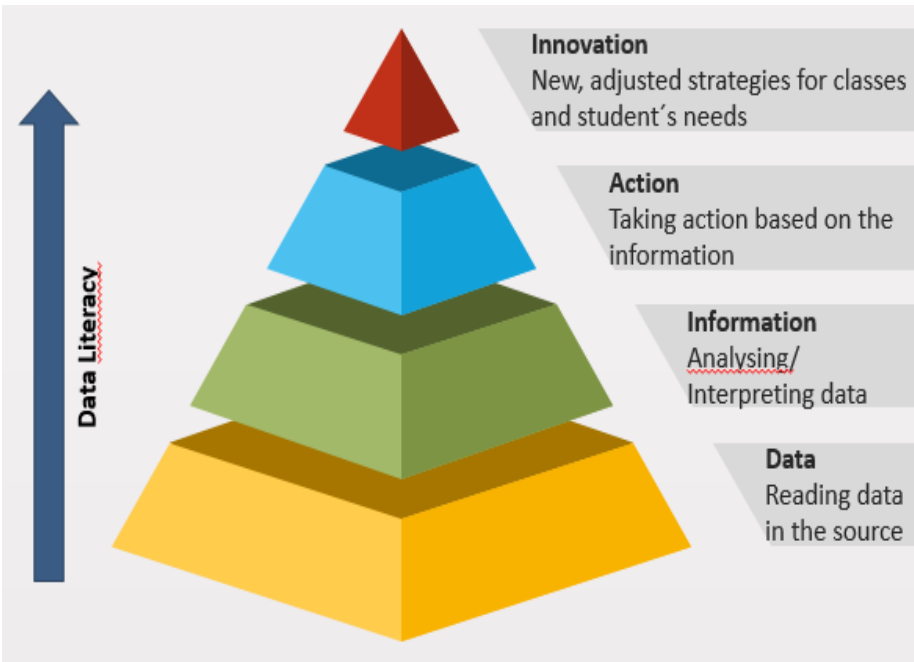 Innovation
New, adjusted strategies for classes
and student´s needs
Action
Taking action based on the
information
Information
Analysing/
Interpreting data
Data
Reading data
in the source
Data Literacy